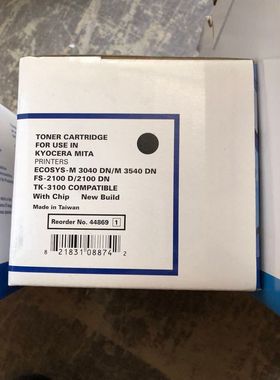 TONER CARTRIDGE
FOR USE IN
KYOCERA MITA
PRINTERS
ECOSYS-M 3040 DN/M 3540 DN
FS-2100 D/2100 DN
TK-3100 COMPATIBLE
With Chip New Build
Made in Taiwan
Reorder No. 44869 1
8 21831 08874 2